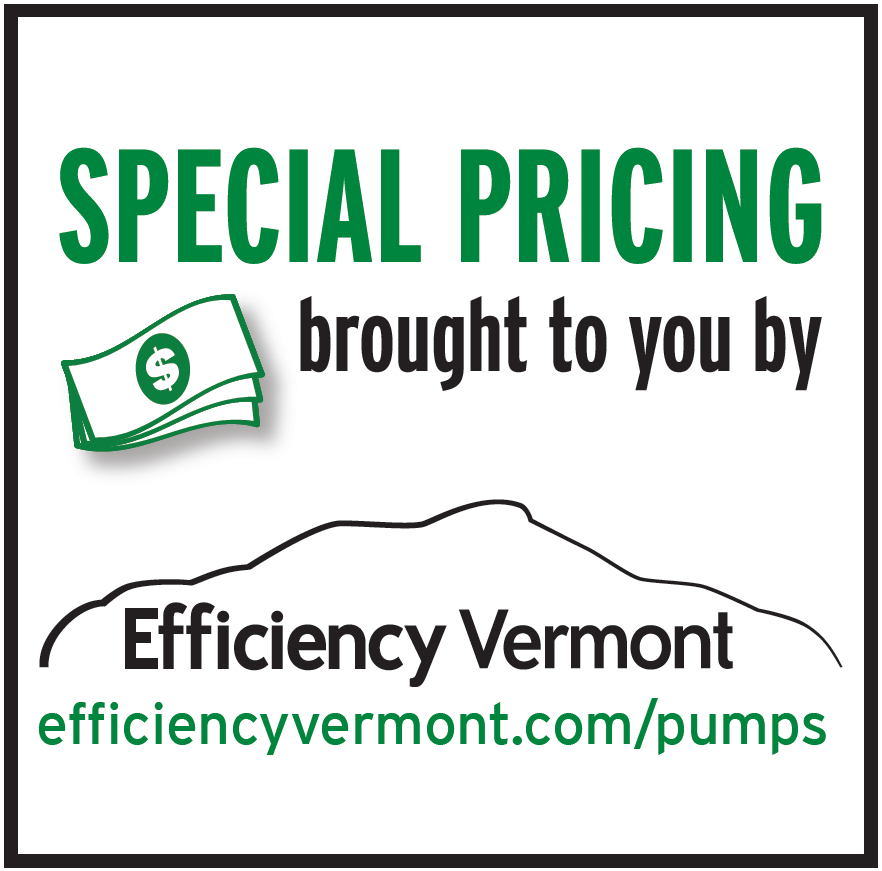 SPECIAL PRICING
brought to you by
$
Efficiency Vermont
efficiencyvermont.com/pumps